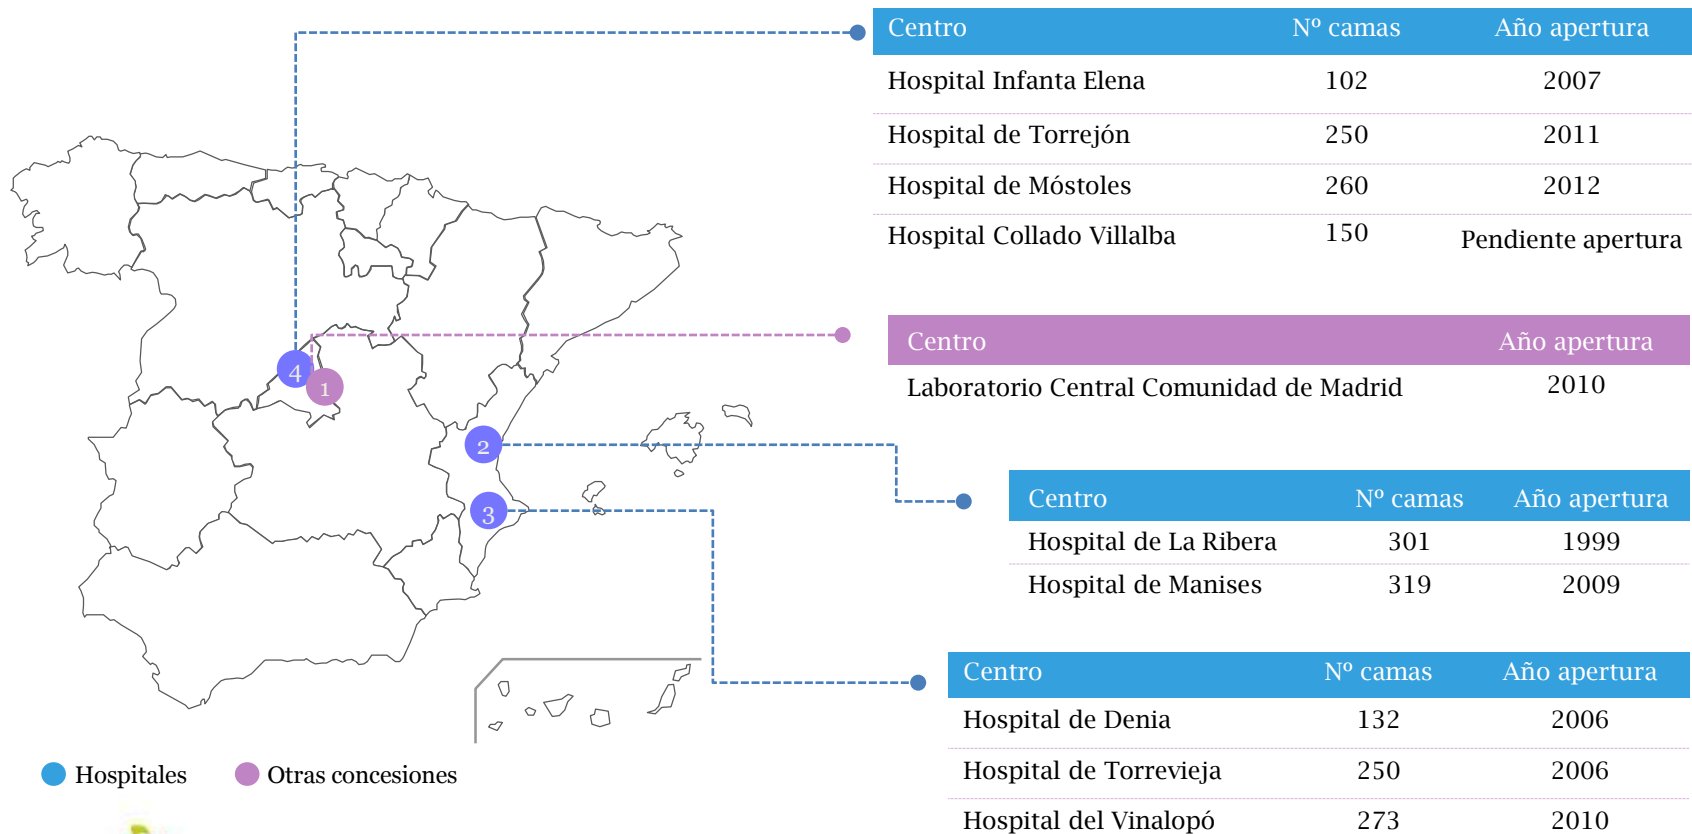 Centro Nº camas Año apertura
Hospital Infanta Elena 102 2007
Hospital de Torrejón 250 2011
Hospital de Móstoles 260 2012
Hospital Collado Villalba 150 Pendiente apertura
Centro Año apertura
Laboratorio Central Comunidad de Madrid 2010
4
1
2
3
Centro Nº camas Año apertura
Hospital de La Ribera 301 1999
Hospital de Manises 319 2009
Centro Nº camas Año apertura
Hospital de Denia 132 2006
Hospital de Torrevieja 250 2006
Hospital del Vinalopó 273 2010
Hospitales Otras concesiones